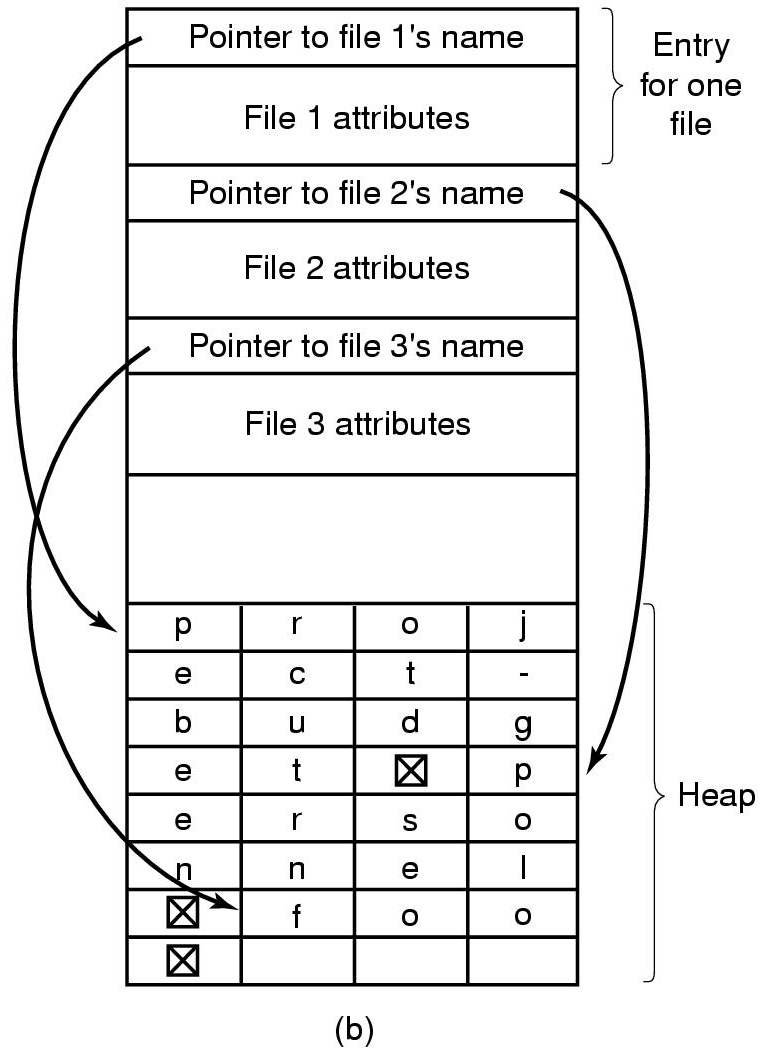 Pointer to file 1's name
Entry
for one
file
File 1 attributes
Pointer to file 2's name
File 2 attributes
Pointer to file 3's name
File 3 attributes
p r o j
e c t -
b u d g
e t ☒ p
e r s o
n n e l
☒ f o o
☒
Heap
(b)